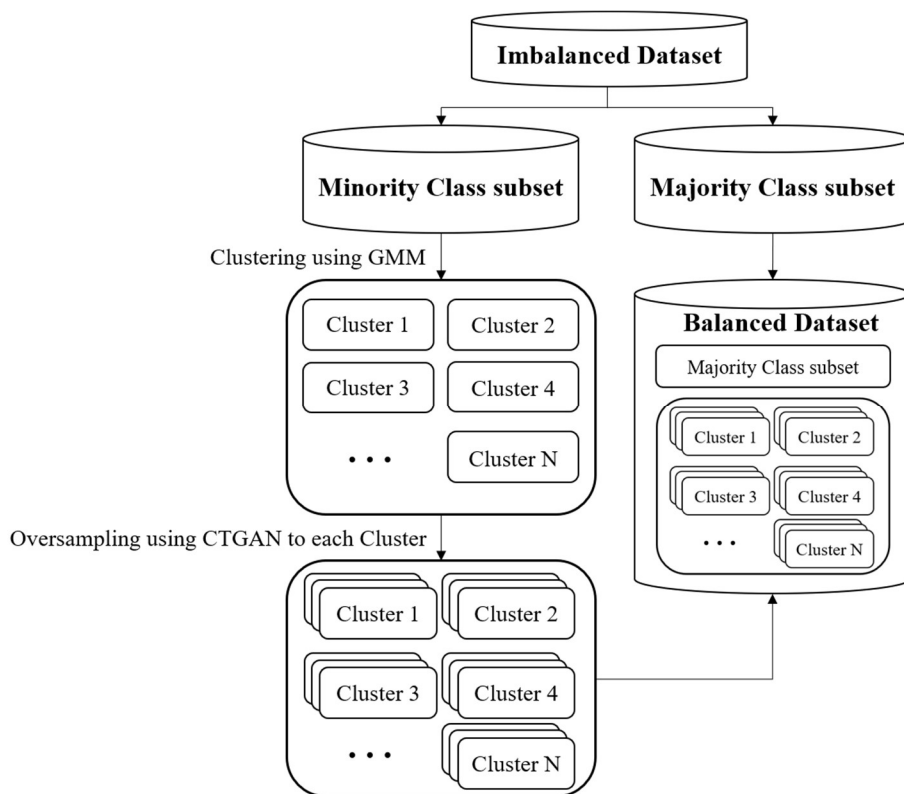 Imbalanced Dataset
Minority Class subset
Majority Class subset
Clustering using GMM
Cluster 1
Cluster 2
Cluster 3
Cluster 4
• • •
Cluster N
Oversampling using CTGAN to each Cluster
Cluster 1
Cluster 2
Cluster 3
Cluster 4
• • •
Cluster N
Balanced Dataset
Majority Class subset
Cluster 1
Cluster 2
Cluster 3
Cluster 4
• • •
Cluster N